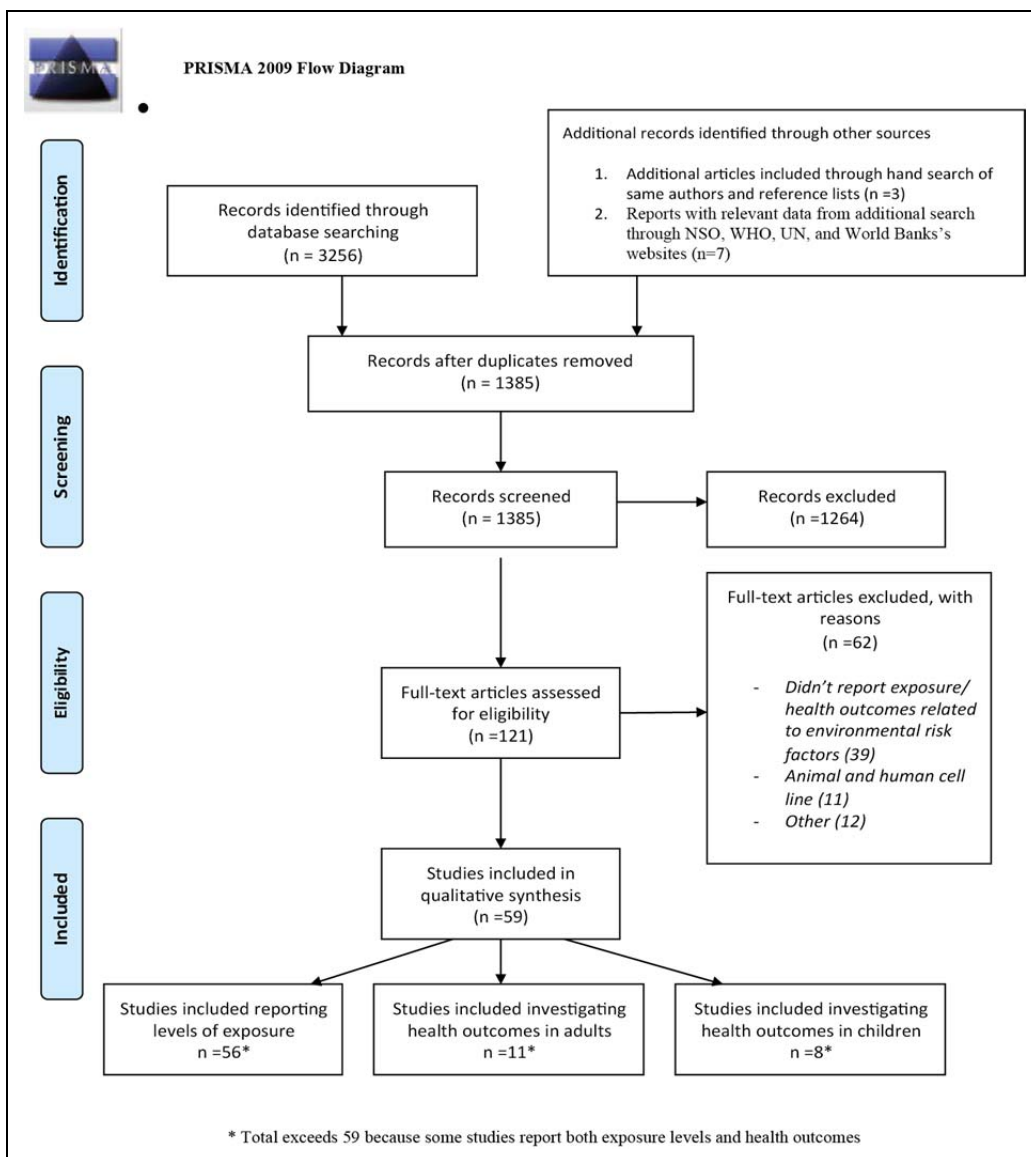 PRISMA
PRISMA 2009 Flow Diagram
Identification
Records identified through
database searching
(n = 3256)
Additional records identified through other sources
1. Additional articles included through hand search of
same authors and reference lists (n =3)
2. Reports with relevant data from additional search
through NSO, WHO, UN, and World Banks's
websites (n=7)
Records after duplicates removed
(n = 1385)
Screening
Records screened
(n = 1385)
Records excluded
(n =1264)
Eligibility
Full-text articles assessed
for eligibility
(n =121)
Full-text articles excluded, with
reasons
(n =62)
- Didn't report exposure/
health outcomes related
to environmental risk
factors (39)
- Animal and human cell
line (11)
- Other (12)
Included
Studies included in
qualitative synthesis
(n =59)
Studies included reporting
levels of exposure
n =56*
Studies included investigating
health outcomes in adults
n =11*
Studies included investigating
health outcomes in children
n =8*
* Total exceeds 59 because some studies report both exposure levels and health outcomes